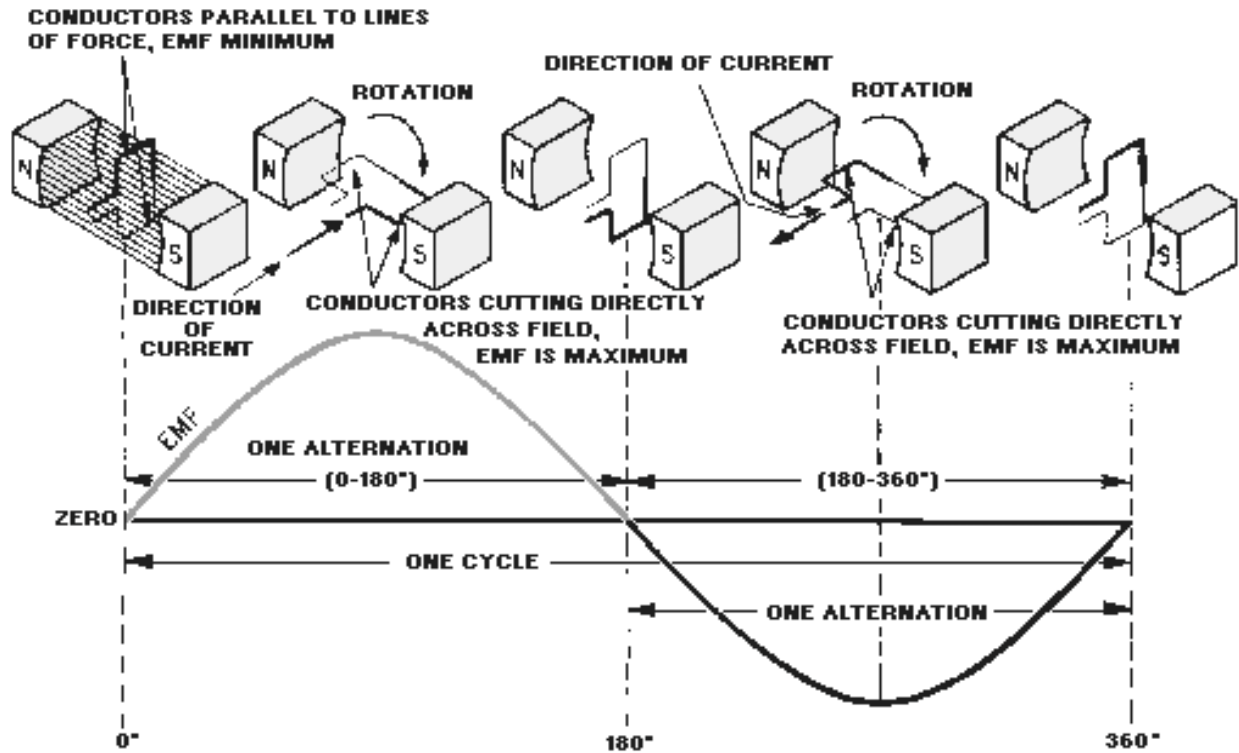 CONDUCTORS PARALLEL TO LINES
OF FORCE, EMF MINIMUM
DIRECTION OF CURRENT
ROTATION
ROTATION
N
N
N
N
N
S
S
S
S
S
DIRECTION
OF
CURRENT
CONDUCTORS CUTTING DIRECTLY
ACROSS FIELD,
EMF IS MAXIMUM
CONDUCTORS CUTTING DIRECTLY
ACROSS FIELD, EMF IS MAXIMUM
EMF
ONE ALTERNATION
(0-180°)
(180-360°)
ZERO
ONE CYCLE
ONE ALTERNATION
0°
180°
360°